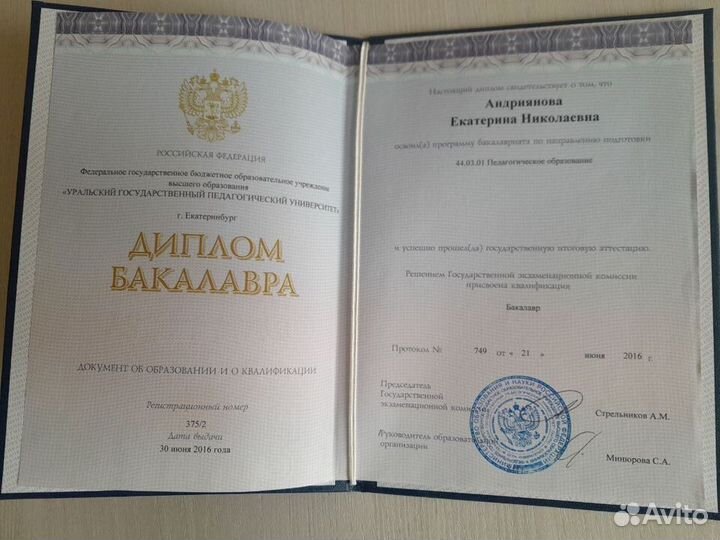 РОССИЙСКАЯ ФЕДЕРАЦИЯ
Федеральное государственное бюджетное образовательное учреждение
высшего образования
«УРАЛЬСКИЙ ГОСУДАРСТВЕННЫЙ ПЕДАГОГИЧЕСКИЙ УНИВЕРСИТЕТ»
г. Екатеринбург
ДИПЛОМ
БАКАЛАВРА
ДОКУМЕНТ ОБ ОБРАЗОВАНИИ И О КВАЛИФИКАЦИИ
Регистрационный номер
375/2
Дата выдачи
30 июня 2016 года
Настоящий диплом свидетельствует о том, что
Андриянова
Екатерина Николаевна
освоил(а) программу бакалавриата по направлению подготовки
44.03.01 Педагогическое образование
и успешно прошел(ла) государственную итоговую аттестацию.
Решением Государственной экзаменационной комиссии
присвоена квалификация
Бакалавр
Протокол № 749 от « 21 » июня 2016 г.
Председатель
Государственной
экзаменационной
Стрельников А.М.
Руководитель образовательной
организации
Минюрова С.А.
Avito